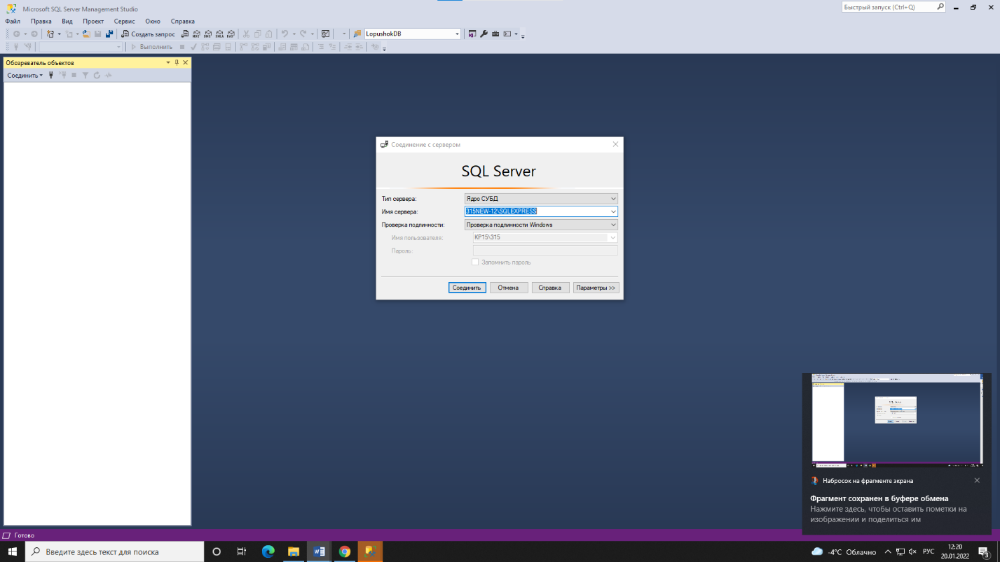 Microsoft SQL Server Management Studio
Быстрый запуск (Ctrl+Q)
Файл Правка Вид Проект Сервис Окно Справка
Создать запрос
LopushokDB
Выполнить
Обозреватель объектов
Соединить
Соединение с сервером
SQL Server
Тип сервера: Ядро СУБД
Имя сервера: 315NEW-12\SQLEXPRESS
Проверка подлинности: Проверка подлинности Windows
Имя пользователя: KP15\315
Пароль:
Запомнить пароль
Соединить Отмена Справка Параметры >>
Набросок на фрагменте экрана
Фрагмент сохранен в буфере обмена
Нажмите здесь, чтобы оставить пометки на
изображении и поделиться им
Готово
Введите здесь текст для поиска
-4°C Облачно
РУС
12:20
20.01.2022
3